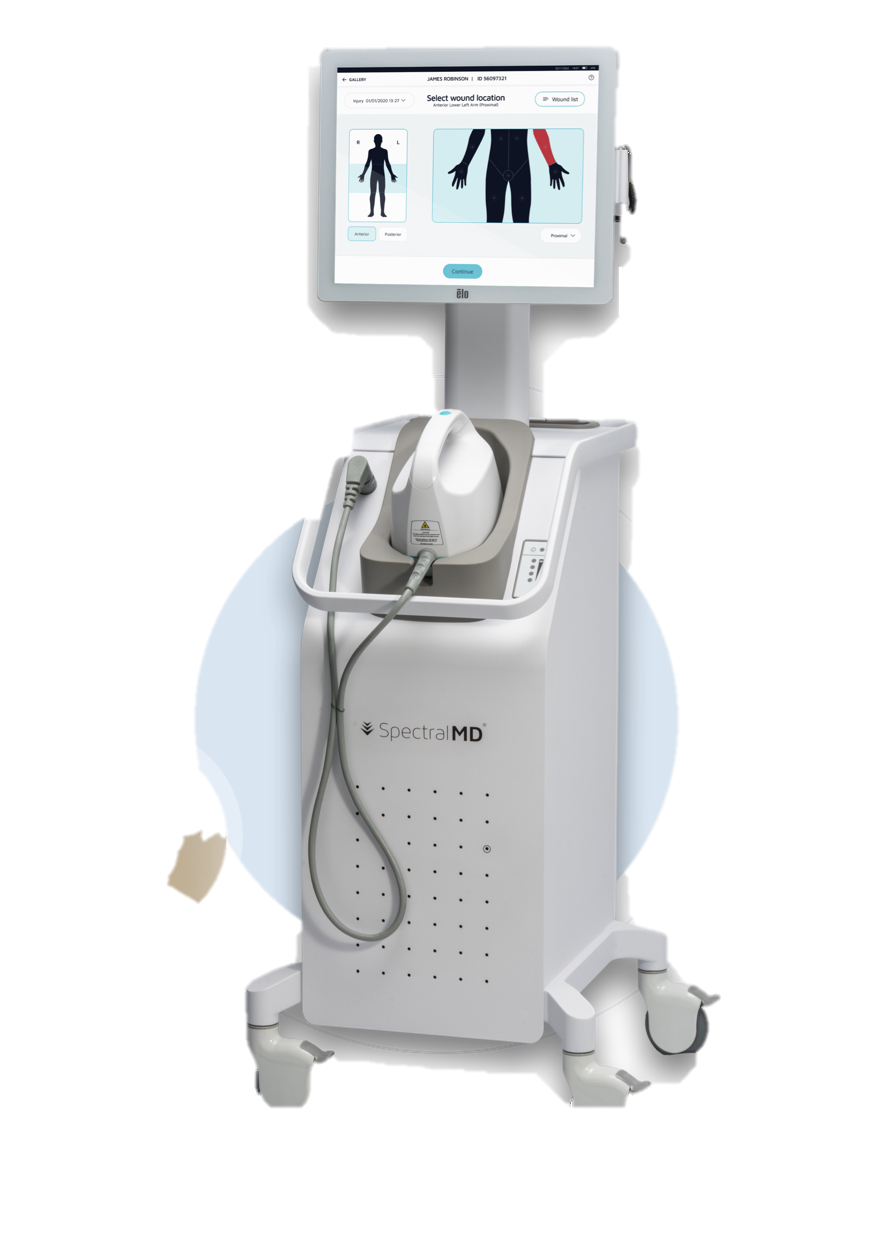 ← GALLERY
JAMES ROBINSON | ID 56097321
Injury 01/01/2020 13:27
Select wound location
Anterior Lower Left Arm (Proximal)
Wound list
R L
Anterior Posterior
Proximal
Continue
elo
SpectralMD®